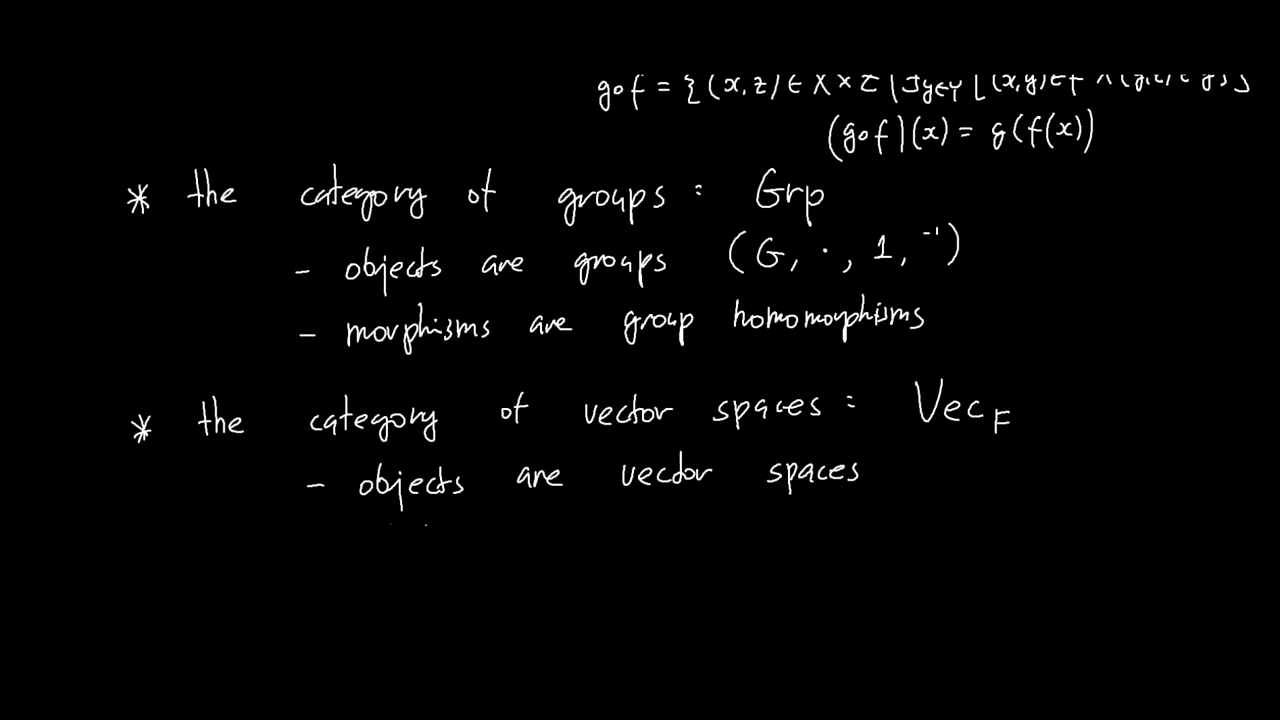 g∘f = {(x,z) ∈ X × Z | ∃y∈Y [(x,y)∈f ∧ (y,z) ∈ g]}
(g∘f)(x) = g(f(x))
* the category of groups : Grp
- objects are groups (G, ·, 1, ⁻¹)
- morphisms are group homomorphisms
* the category of vector spaces : Vec_F
- objects are vector spaces